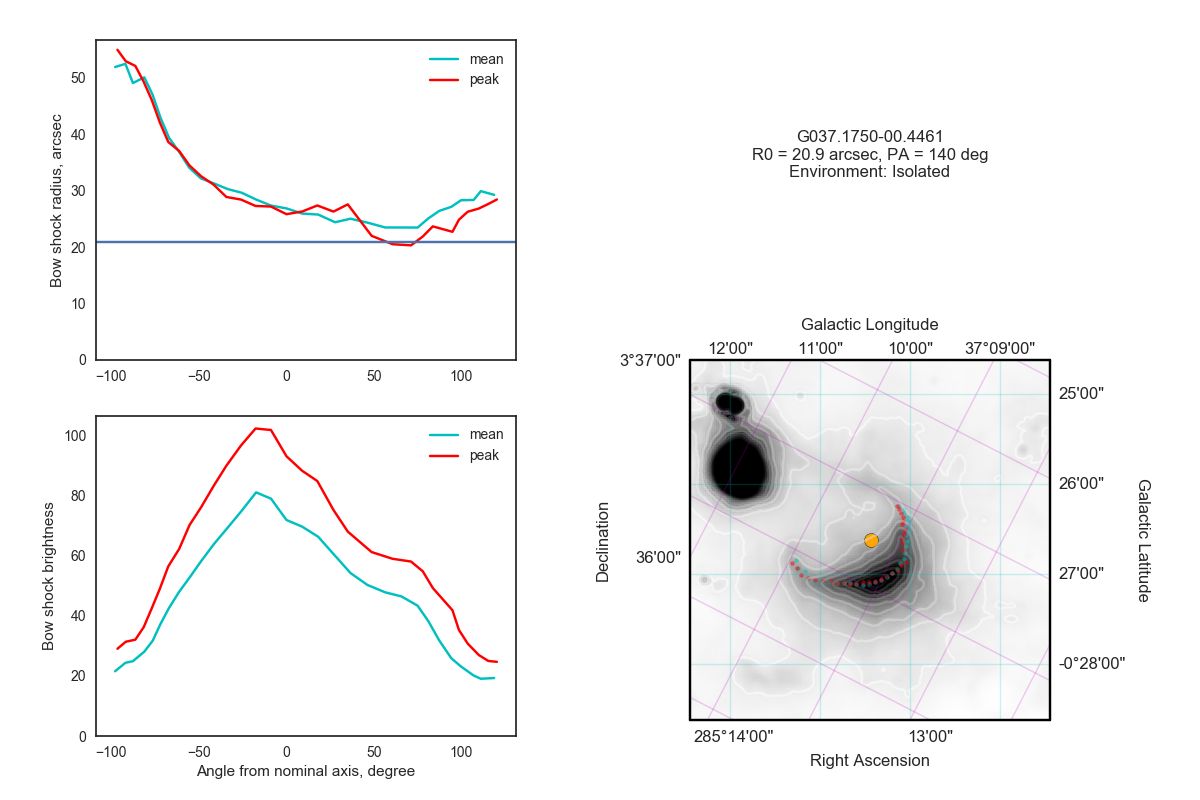 mean
peak
Bow shock radius, arcsec
50
40
30
20
10
0
−100
−50
0
50
100
mean
peak
Bow shock brightness
100
80
60
40
20
0
−100
−50
0
50
100
Angle from nominal axis, degree
G037.1750-00.4461
R0 = 20.9 arcsec, PA = 140 deg
Environment: Isolated
Galactic Longitude
12'00"
11'00"
10'00"
37°09'00"
3°37'00"
36'00"
Declination
25'00"
26'00"
27'00"
-0°28'00"
Galactic Latitude
285°14'00"
13'00"
Right Ascension